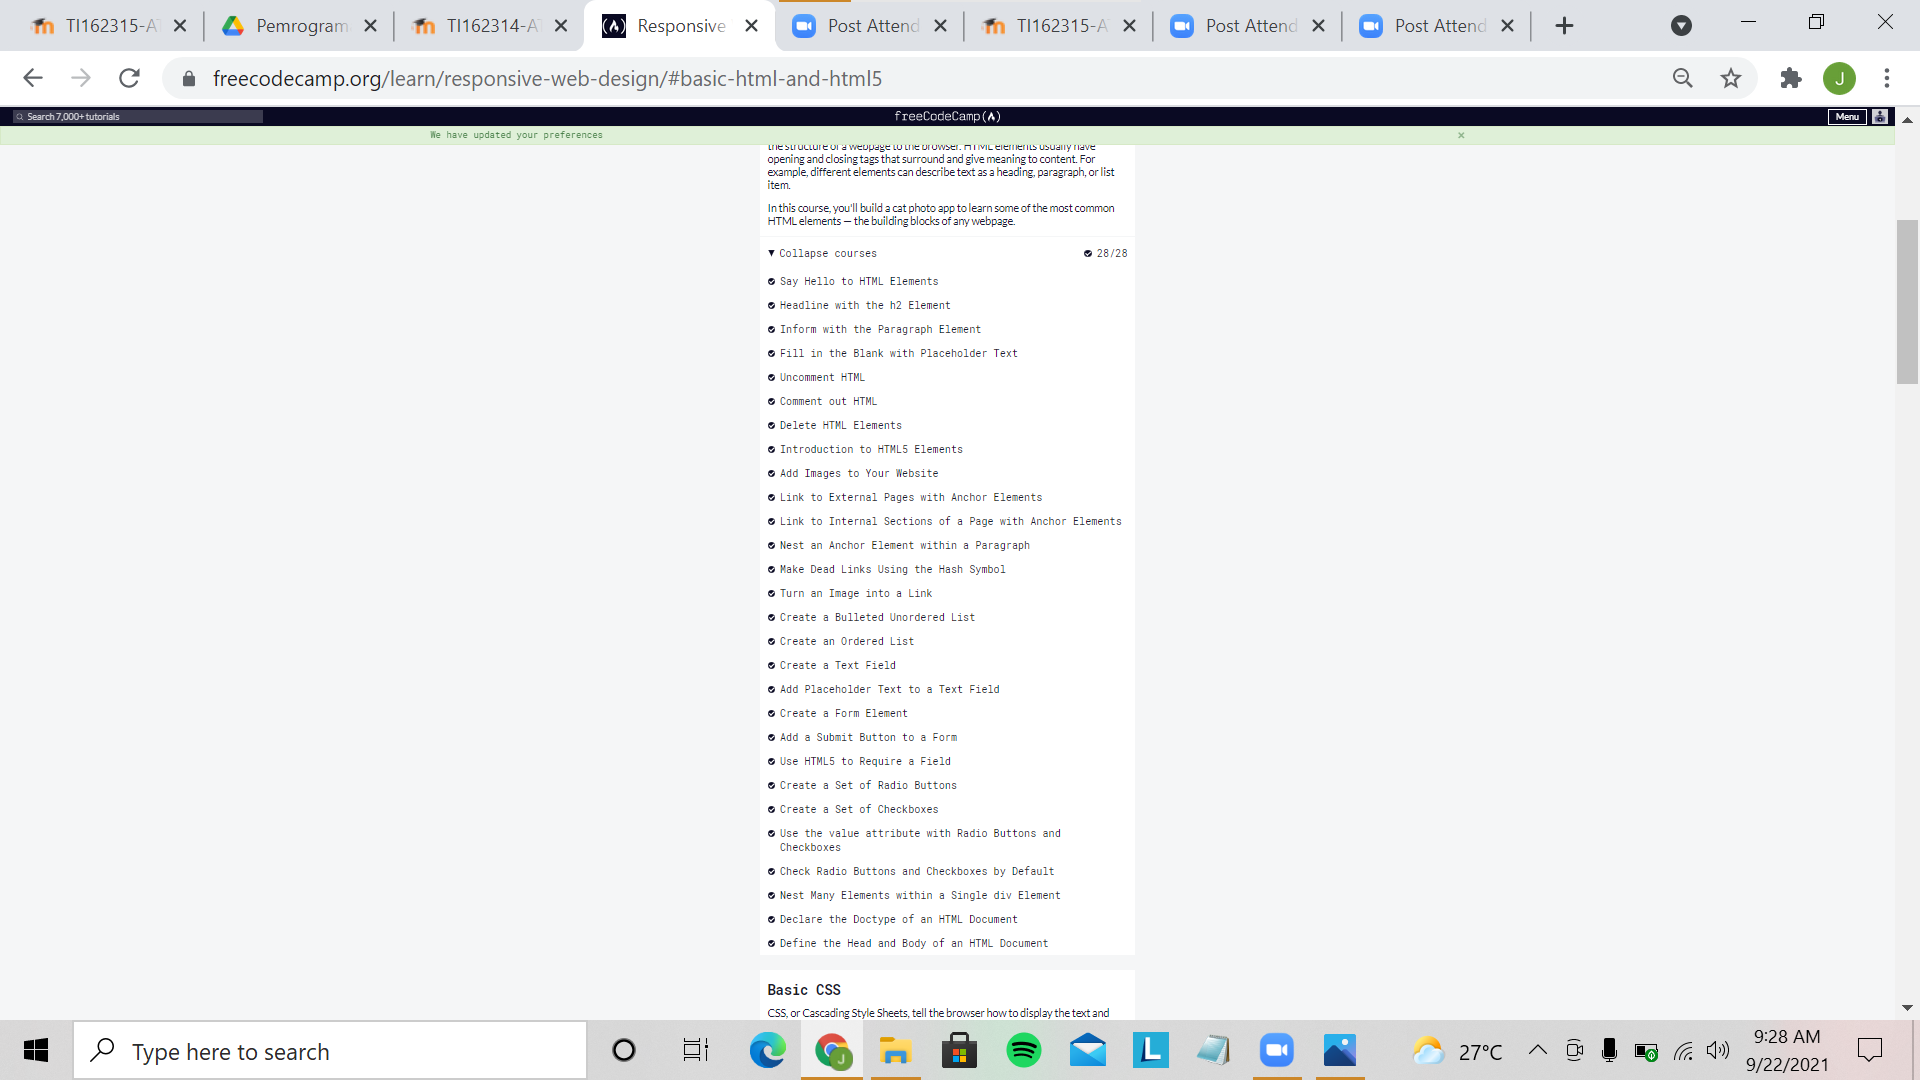 TI162315-A
Pemrogram
TI162314-A
Responsive
Post Attend
TI162315-A
Post Attend
Post Attend
freecodecamp.org/learn/responsive-web-design/#basic-html-and-html5
J
Search 7,000+ tutorials
freeCodeCamp(🔥)
Menu
We have updated your preferences
×
the structure of a webpage to the browser. HTML elements usually have
opening and closing tags that surround and give meaning to content. For
example, different elements can describe text as a heading, paragraph, or list
item.
In this course, you'll build a cat photo app to learn some of the most common
HTML elements — the building blocks of any webpage.
Collapse courses
28/28
Say Hello to HTML Elements
Headline with the h2 Element
Inform with the Paragraph Element
Fill in the Blank with Placeholder Text
Uncomment HTML
Comment out HTML
Delete HTML Elements
Introduction to HTML5 Elements
Add Images to Your Website
Link to External Pages with Anchor Elements
Link to Internal Sections of a Page with Anchor Elements
Nest an Anchor Element within a Paragraph
Make Dead Links Using the Hash Symbol
Turn an Image into a Link
Create a Bulleted Unordered List
Create an Ordered List
Create a Text Field
Add Placeholder Text to a Text Field
Create a Form Element
Add a Submit Button to a Form
Use HTML5 to Require a Field
Create a Set of Radio Buttons
Create a Set of Checkboxes
Use the value attribute with Radio Buttons and
Checkboxes
Check Radio Buttons and Checkboxes by Default
Nest Many Elements within a Single div Element
Declare the Doctype of an HTML Document
Define the Head and Body of an HTML Document
Basic CSS
CSS, or Cascading Style Sheets, tell the browser how to display the text and
Type here to search
J
L
27°C
9:28 AM
9/22/2021